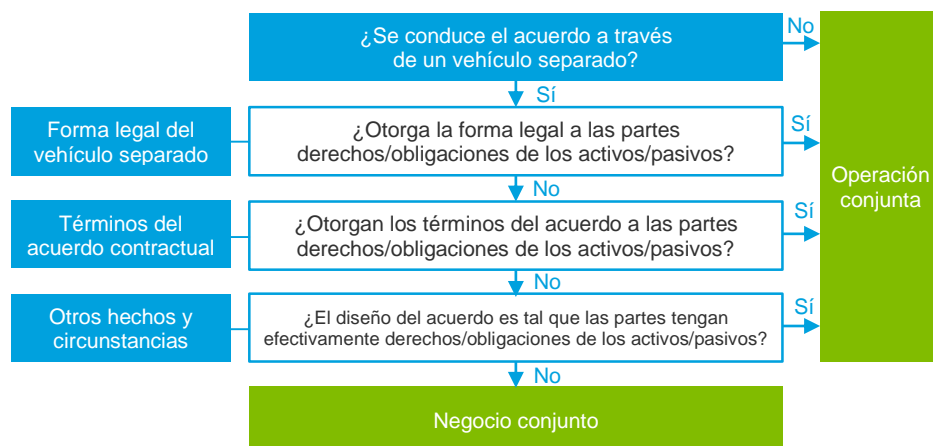 ¿Se conduce el acuerdo a través
de un vehículo separado?
No
Sí
Forma legal del
vehículo separado
¿Otorga la forma legal a las partes
derechos/obligaciones de los activos/pasivos?
Sí
No
Operación
conjunta
Términos del
acuerdo contractual
¿Otorgan los términos del acuerdo a las partes
derechos/obligaciones de los activos/pasivos?
Sí
No
Otros hechos y
circunstancias
¿El diseño del acuerdo es tal que las partes tengan
efectivamente derechos/obligaciones de los activos/pasivos?
Sí
No
Negocio conjunto